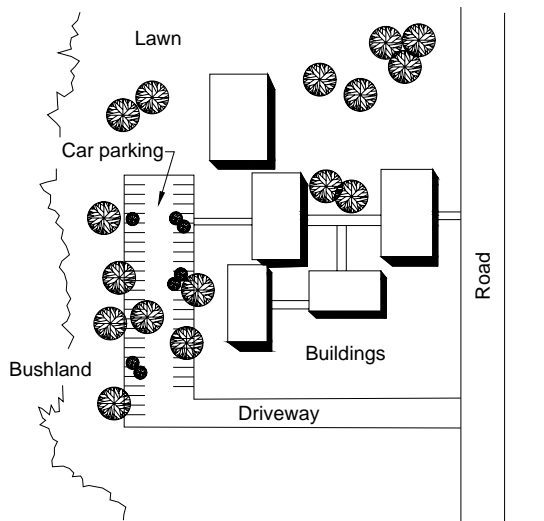 Lawn
Car parking
Road
Buildings
Bushland
Driveway